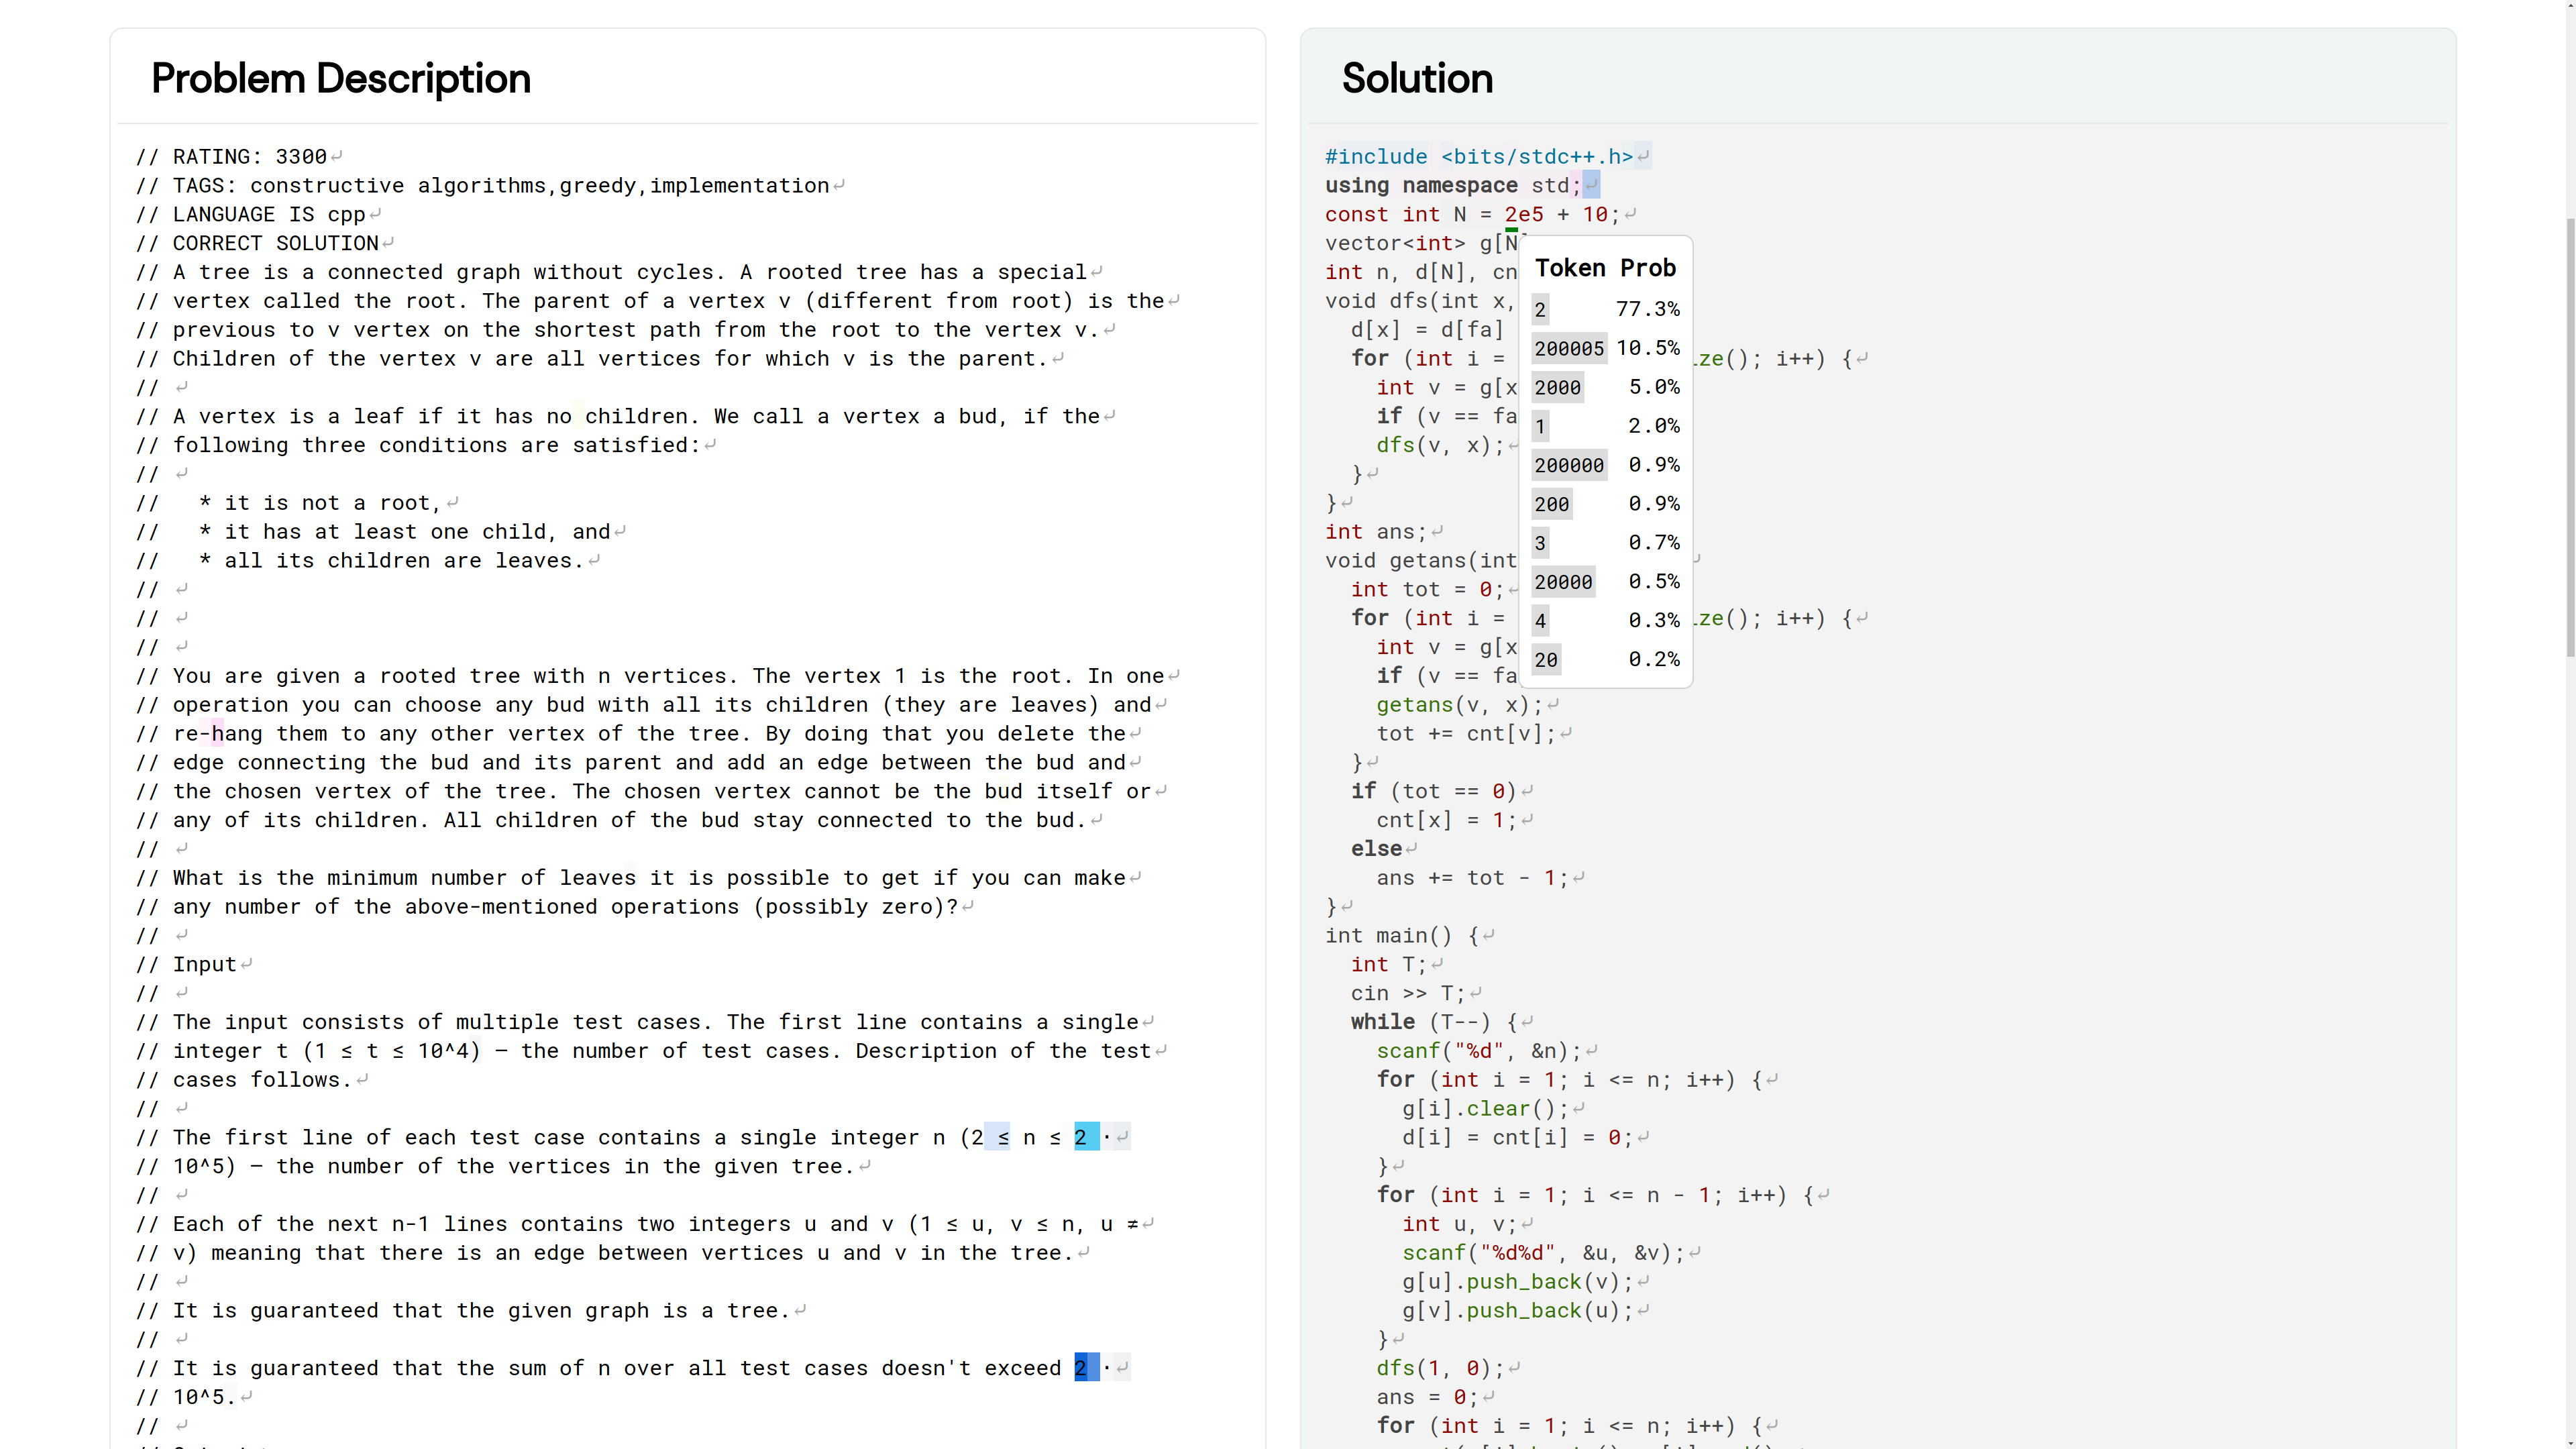 Problem Description
// RATING: 3300
// TAGS: constructive algorithms,greedy,implementation
// LANGUAGE IS cpp
// CORRECT SOLUTION
// A tree is a connected graph without cycles. A rooted tree has a special
// vertex called the root. The parent of a vertex v (different from root) is the
// previous to v vertex on the shortest path from the root to the vertex v.
// Children of the vertex v are all vertices for which v is the parent.
//
// A vertex is a leaf if it has no children. We call a vertex a bud, if the
// following three conditions are satisfied:
//
//   * it is not a root,
//   * it has at least one child, and
//   * all its children are leaves.
//
//
//
// You are given a rooted tree with n vertices. The vertex 1 is the root. In one
// operation you can choose any bud with all its children (they are leaves) and
// re-hang them to any other vertex of the tree. By doing that you delete the
// edge connecting the bud and its parent and add an edge between the bud and
// the chosen vertex of the tree. The chosen vertex cannot be the bud itself or
// any of its children. All children of the bud stay connected to the bud.
//
// What is the minimum number of leaves it is possible to get if you can make
// any number of the above-mentioned operations (possibly zero)?
//
// Input
//
// The input consists of multiple test cases. The first line contains a single
// integer t (1 ≤ t ≤ 10^4) — the number of test cases. Description of the test
// cases follows.
//
// The first line of each test case contains a single integer n (2 ≤ n ≤ 2 ⋅
// 10^5) — the number of the vertices in the given tree.
//
// Each of the next n-1 lines contains two integers u and v (1 ≤ u, v ≤ n, u ≠
// v) meaning that there is an edge between vertices u and v in the tree.
//
// It is guaranteed that the given graph is a tree.
//
// It is guaranteed that the sum of n over all test cases doesn't exceed 2 ⋅
// 10^5.
//
Solution
#include <bits/stdc++.h>
using namespace std;
const int N = 2e5 + 10;
vector<int> g[N]
int n, d[N], cn
void dfs(int x,
  d[x] = d[fa]
  for (int i = ize(); i++) {
    int v = g[x
    if (v == fa
    dfs(v, x);
  }
}
int ans;
void getans(int
  int tot = 0;
  for (int i = ize(); i++) {
    int v = g[x
    if (v == fa
    getans(v, x);
    tot += cnt[v];
  }
  if (tot == 0)
    cnt[x] = 1;
  else
    ans += tot - 1;
}
int main() {
  int T;
  cin >> T;
  while (T--) {
    scanf("%d", &n);
    for (int i = 1; i <= n; i++) {
      g[i].clear();
      d[i] = cnt[i] = 0;
    }
    for (int i = 1; i <= n - 1; i++) {
      int u, v;
      scanf("%d%d", &u, &v);
      g[u].push_back(v);
      g[v].push_back(u);
    }
    dfs(1, 0);
    ans = 0;
    for (int i = 1; i <= n; i++) {
Token Prob
2 77.3%
200005 10.5%
2000 5.0%
1 2.0%
200000 0.9%
200 0.9%
3 0.7%
20000 0.5%
4 0.3%
20 0.2%